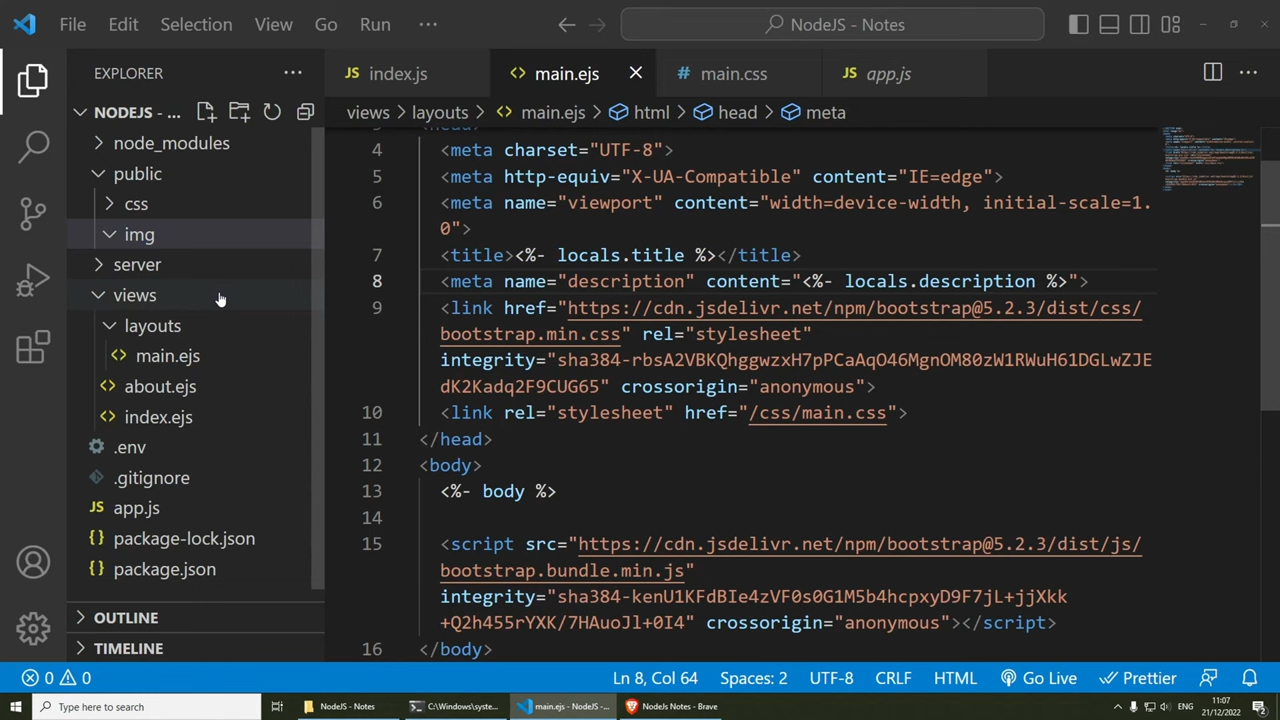 File Edit Selection View Go Run ··· NodeJS - Notes
EXPLORER ···
index.js main.ejs main.css app.js ···
NODEJS - ...
views > layouts > main.ejs > html > head > meta
node_modules
public
css
img
server
views
layouts
main.ejs
about.ejs
index.ejs
.env
.gitignore
app.js
package-lock.json
package.json
OUTLINE
TIMELINE
3 <head>
4 <meta charset="UTF-8">
5 <meta http-equiv="X-UA-Compatible" content="IE=edge">
6 <meta name="viewport" content="width=device-width, initial-scale=1.
0">
7 <title><%- locals.title %></title>
8 <meta name="description" content="<%- locals.description %>">
9 <link href="https://cdn.jsdelivr.net/npm/bootstrap@5.2.3/dist/css/
bootstrap.min.css" rel="stylesheet"
integrity="sha384-rbsA2VBKQhggwzxH7pPCaAqO46MgnOM80zW1RWuH61DGLwZJE
dK2Kadq2F9CUG65" crossorigin="anonymous">
10 <link rel="stylesheet" href="/css/main.css">
11 </head>
12 <body>
13 <%- body %>
14
15 <script src="https://cdn.jsdelivr.net/npm/bootstrap@5.2.3/dist/js/
bootstrap.bundle.min.js"
integrity="sha384-kenU1KFdBIe4zVF0s0G1M5b4hcpxyD9F7jL+jjXkk
+Q2h455rYXK/7HAuoJl+0I4" crossorigin="anonymous"></script>
16 </body>
0 0 Ln 8, Col 64 Spaces: 2 UTF-8 CRLF HTML Go Live Prettier
Type here to search NodeJS - Notes C:\Windows\syste... main.ejs - NodeJS -... NodeJs Notes - Brave 11:07
21/12/2022 2